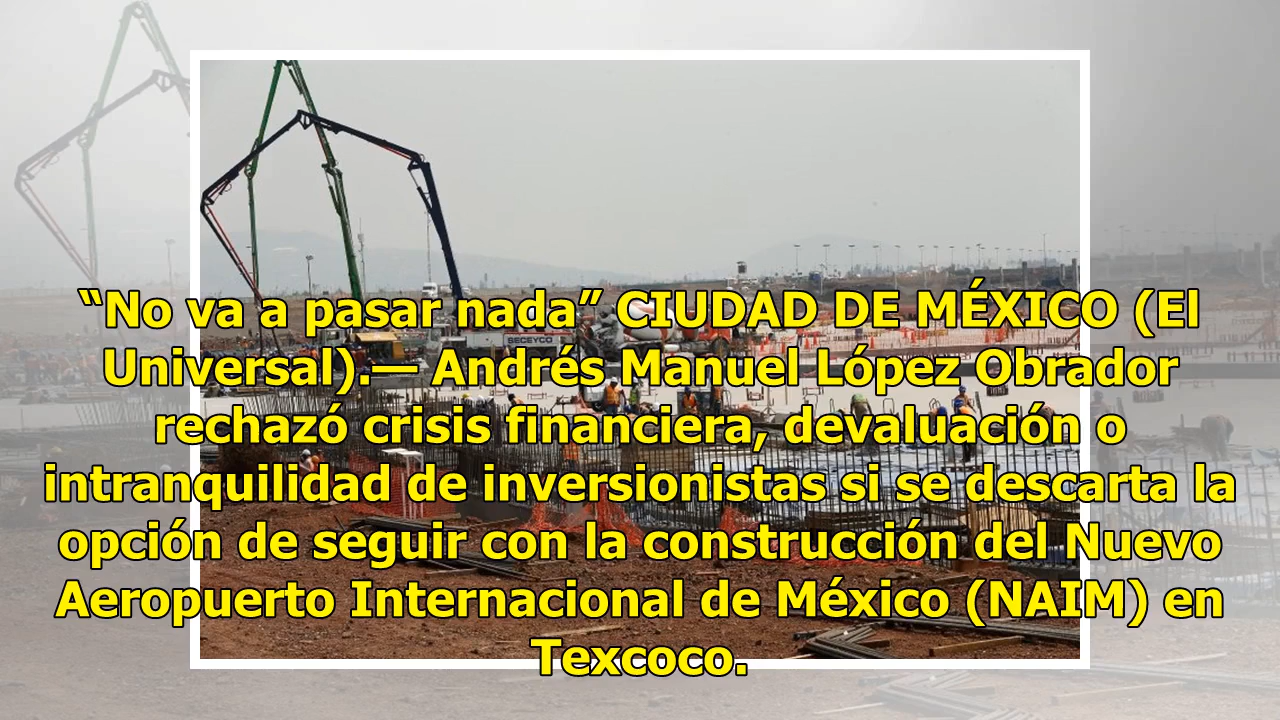 “No va a pasar nada” CIUDAD DE MÉXICO (El
Universal).— Andrés Manuel López Obrador
rechazó crisis financiera, devaluación o
intranquilidad de inversionistas si se descarta la
opción de seguir con la construcción del Nuevo
Aeropuerto Internacional de México (NAIM) en
Texcoco.
SECEYCO